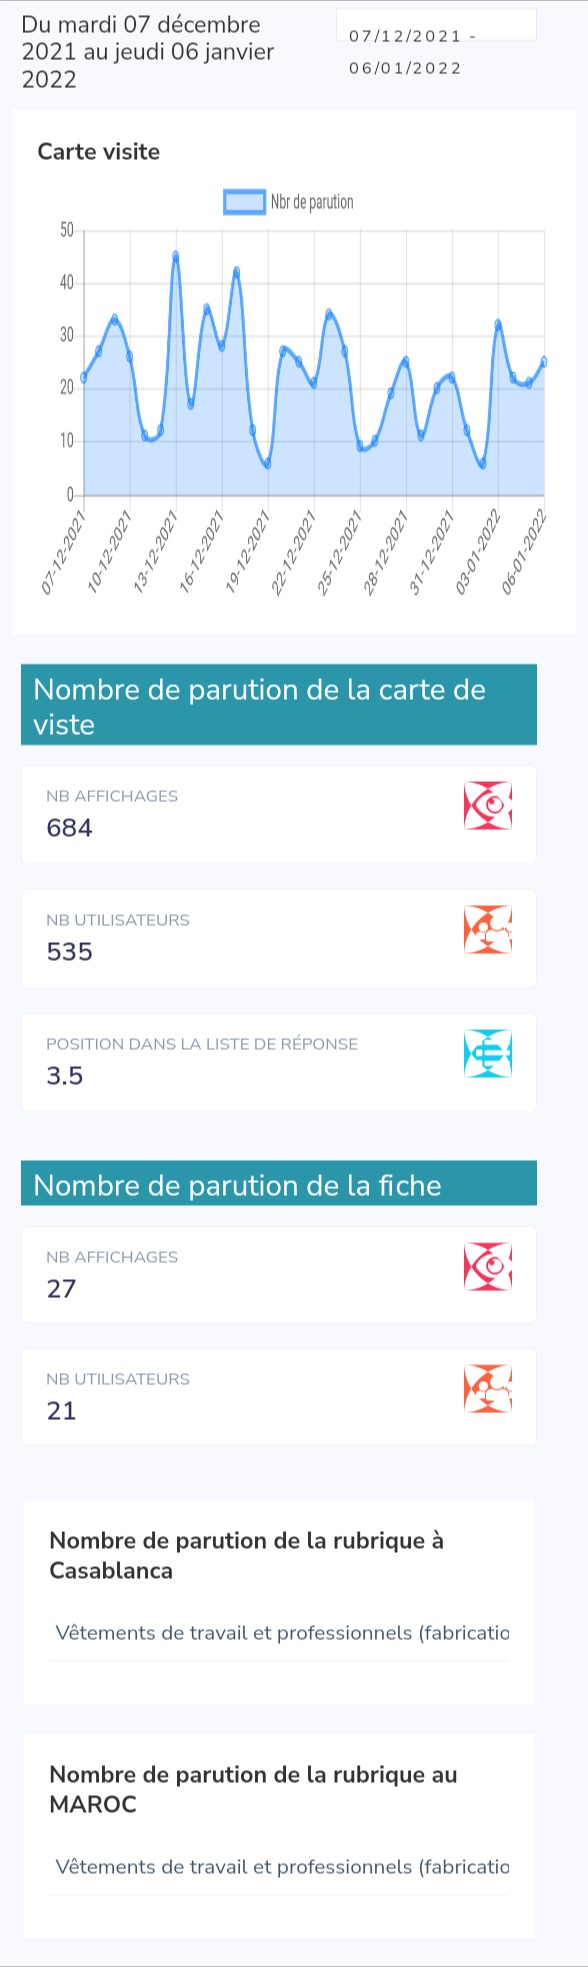 Du mardi 07 décembre
2021 au jeudi 06 janvier
2022
07/12/2021 -
06/01/2022
Carte visite
Nbr de parution
50
40
30
20
10
0
07-12-2021
10-12-2021
13-12-2021
16-12-2021
19-12-2021
22-12-2021
25-12-2021
28-12-2021
31-12-2021
03-01-2022
06-01-2022
Nombre de parution de la carte de
viste
NB AFFICHAGES
684
NB UTILISATEURS
535
POSITION DANS LA LISTE DE RÉPONSE
3.5
Nombre de parution de la fiche
NB AFFICHAGES
27
NB UTILISATEURS
21
Nombre de parution de la rubrique à
Casablanca
Vêtements de travail et professionnels (fabricatio
Nombre de parution de la rubrique au
MAROC
Vêtements de travail et professionnels (fabricatio